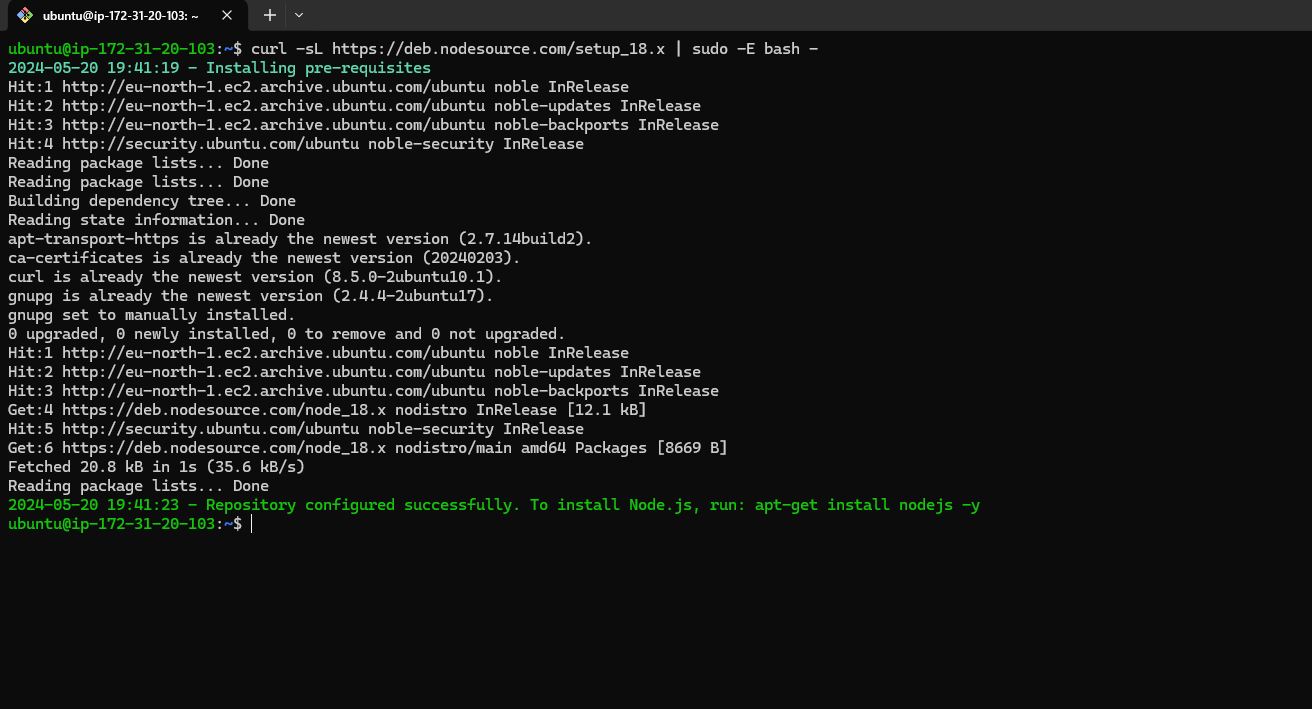 ubuntu@ip-172-31-20-103: ~
ubuntu@ip-172-31-20-103:~$ curl -sL https://deb.nodesource.com/setup_18.x | sudo -E bash -
2024-05-20 19:41:19 - Installing pre-requisites
Hit:1 http://eu-north-1.ec2.archive.ubuntu.com/ubuntu noble InRelease
Hit:2 http://eu-north-1.ec2.archive.ubuntu.com/ubuntu noble-updates InRelease
Hit:3 http://eu-north-1.ec2.archive.ubuntu.com/ubuntu noble-backports InRelease
Hit:4 http://security.ubuntu.com/ubuntu noble-security InRelease
Reading package lists... Done
Reading package lists... Done
Building dependency tree... Done
Reading state information... Done
apt-transport-https is already the newest version (2.7.14build2).
ca-certificates is already the newest version (20240203).
curl is already the newest version (8.5.0-2ubuntu10.1).
gnupg is already the newest version (2.4.4-2ubuntu17).
gnupg set to manually installed.
0 upgraded, 0 newly installed, 0 to remove and 0 not upgraded.
Hit:1 http://eu-north-1.ec2.archive.ubuntu.com/ubuntu noble InRelease
Hit:2 http://eu-north-1.ec2.archive.ubuntu.com/ubuntu noble-updates InRelease
Hit:3 http://eu-north-1.ec2.archive.ubuntu.com/ubuntu noble-backports InRelease
Get:4 https://deb.nodesource.com/node_18.x nodistro InRelease [12.1 kB]
Hit:5 http://security.ubuntu.com/ubuntu noble-security InRelease
Get:6 https://deb.nodesource.com/node_18.x nodistro/main amd64 Packages [8669 B]
Fetched 20.8 kB in 1s (35.6 kB/s)
Reading package lists... Done
2024-05-20 19:41:23 - Repository configured successfully. To install Node.js, run: apt-get install nodejs -y
ubuntu@ip-172-31-20-103:~$